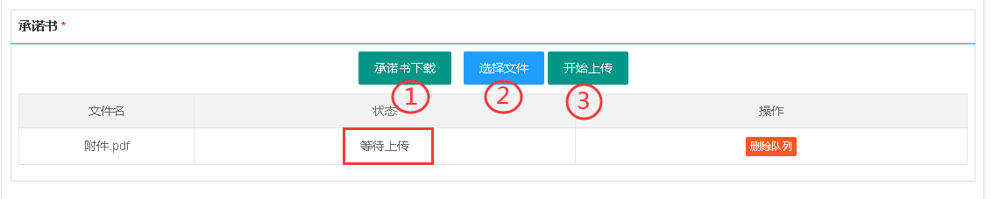 承诺书 *
承诺书下载 选择文件 开始上传
1 2 3
文件名 状态 操作
附件.pdf 等待上传 删除队列